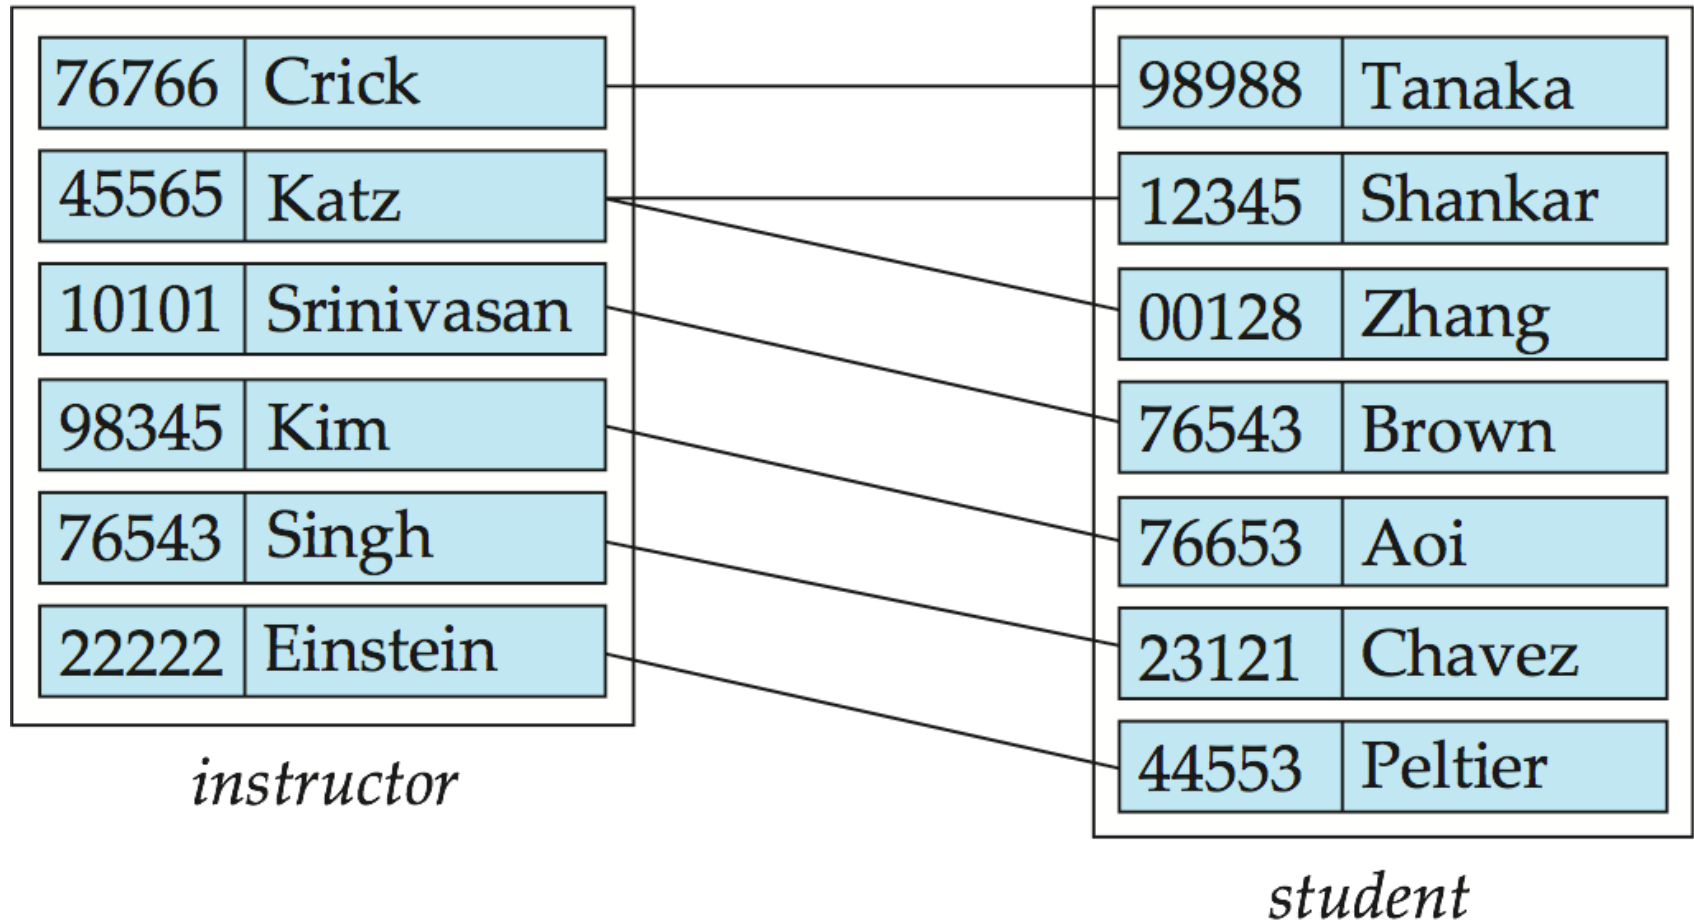 76766 Crick
45565 Katz
10101 Srinivasan
98345 Kim
76543 Singh
22222 Einstein
instructor
98988 Tanaka
12345 Shankar
00128 Zhang
76543 Brown
76653 Aoi
23121 Chavez
44553 Peltier
student